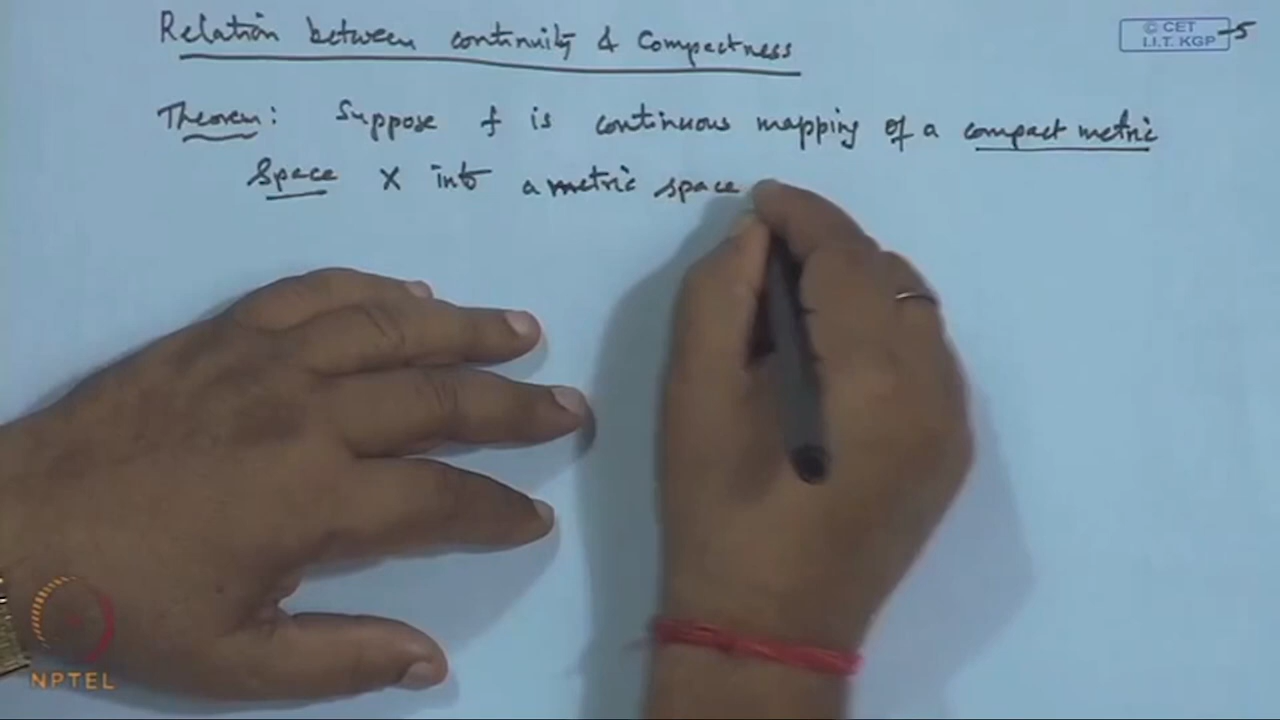 Relation between continuity & Compactness
© CET
I.I.T. KGP
5
Theorem: Suppose f is continuous mapping of a compact metric
Space X into a metric space
NPTEL